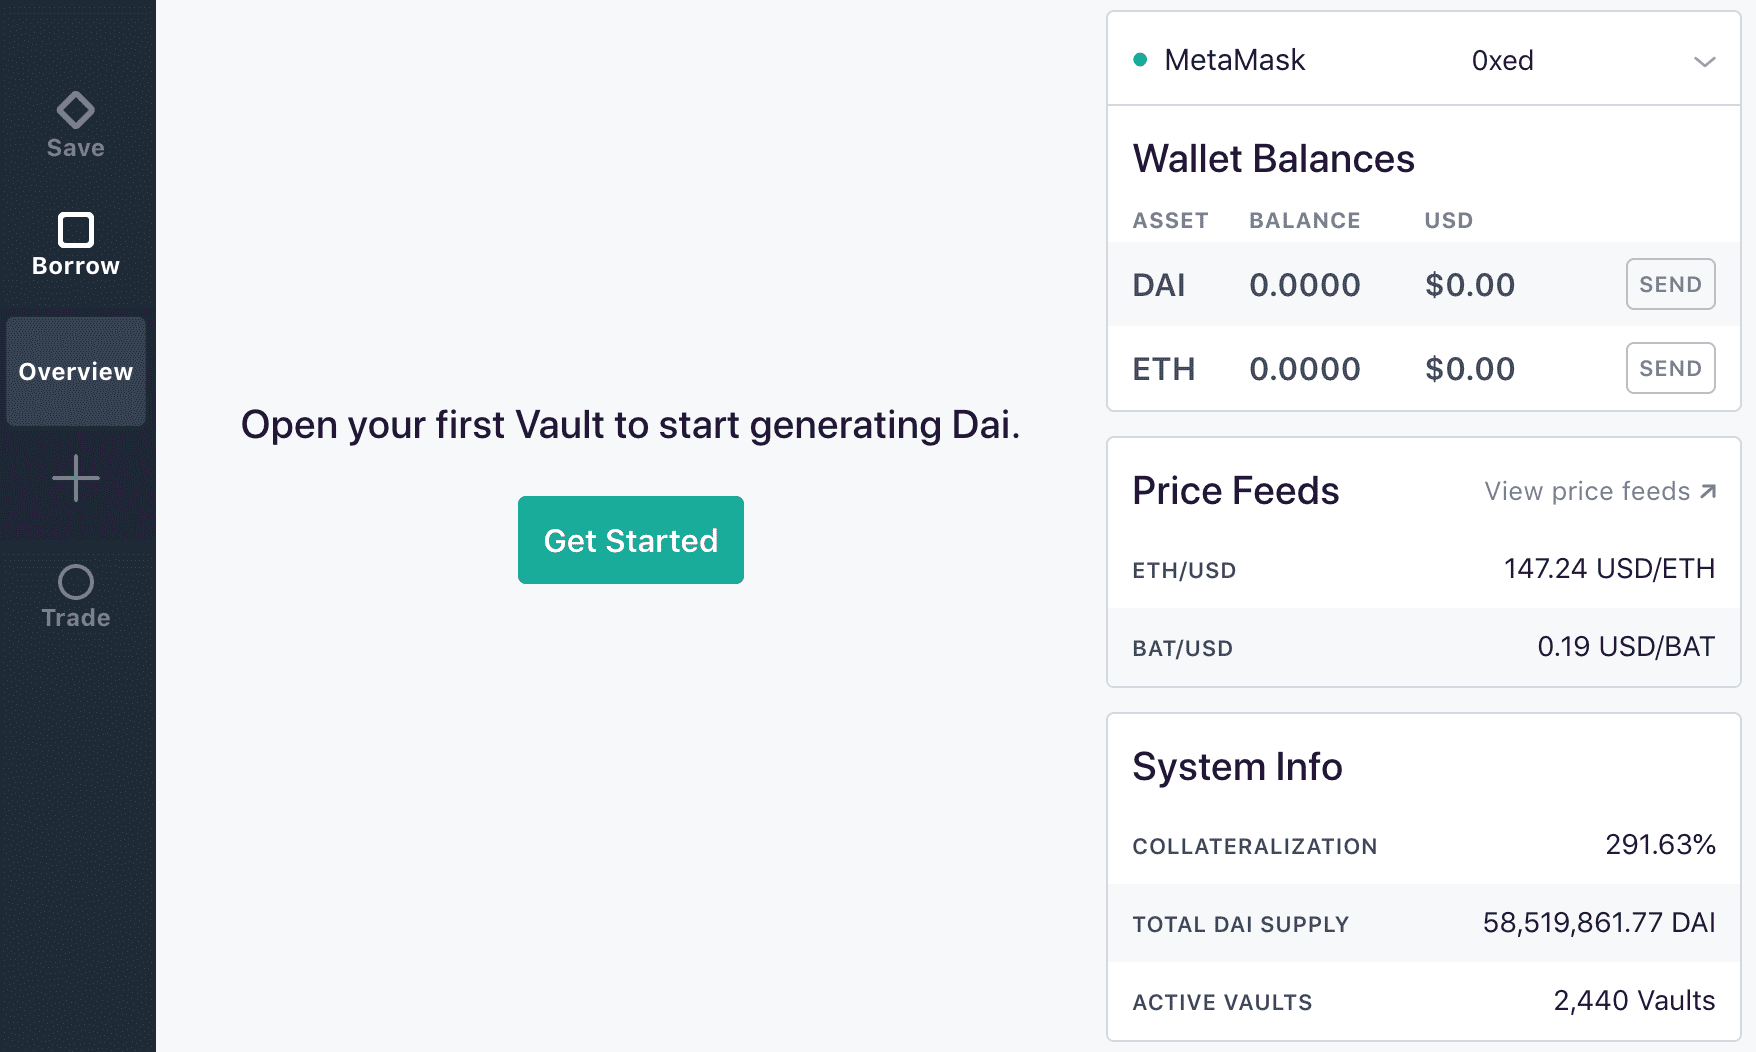 Save
Borrow
Overview
Trade
Open your first Vault to start generating Dai.
Get Started
MetaMask 0xed
Wallet Balances
ASSET BALANCE USD
DAI 0.0000 $0.00 SEND
ETH 0.0000 $0.00 SEND
Price Feeds View price feeds
ETH/USD 147.24 USD/ETH
BAT/USD 0.19 USD/BAT
System Info
COLLATERALIZATION 291.63%
TOTAL DAI SUPPLY 58,519,861.77 DAI
ACTIVE VAULTS 2,440 Vaults